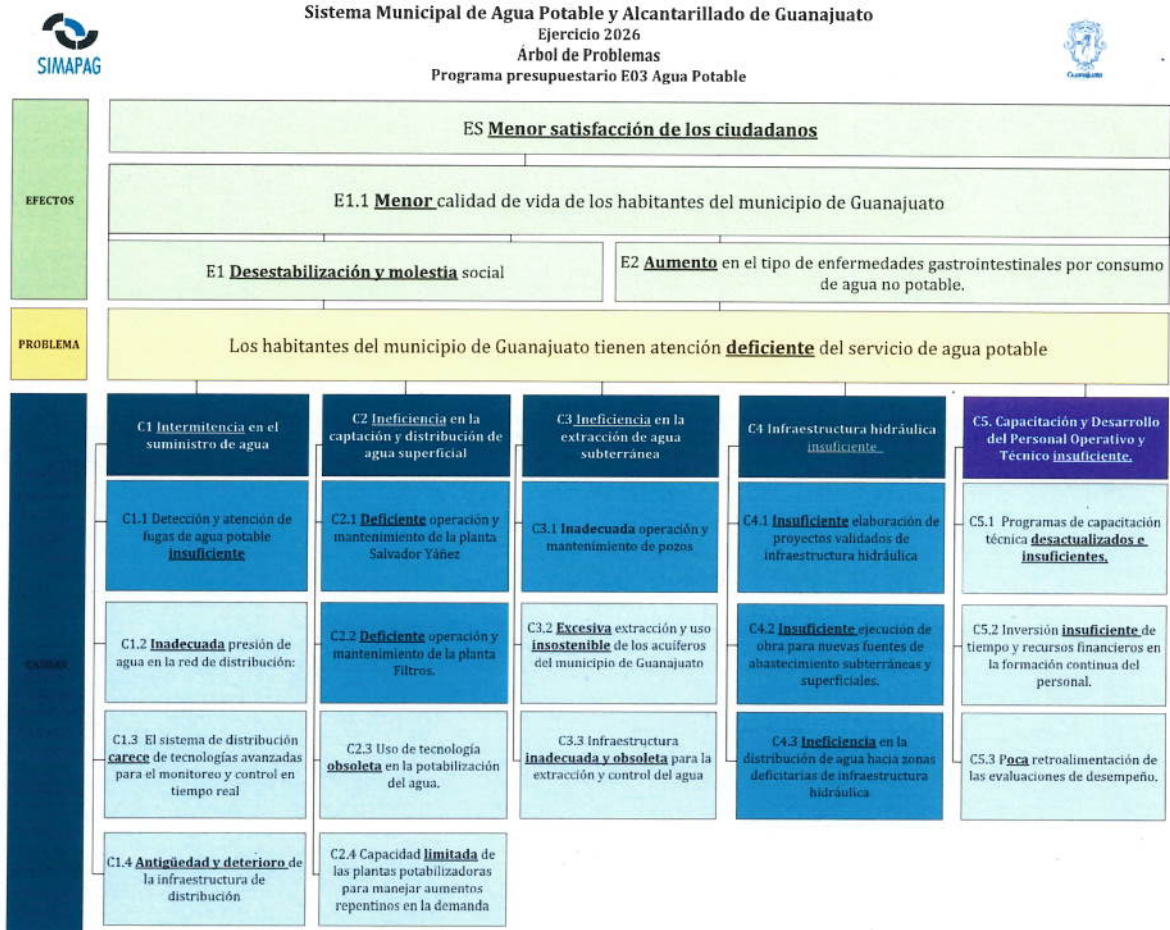 Sistema Municipal de Agua Potable y Alcantarillado de Guanajuato
Ejercicio 2026
Árbol de Problemas
Programa presupuestario E03 Agua Potable
SIMAPAG
Guanajuato
EFECTOS
ES Menor satisfacción de los ciudadanos
E1.1 Menor calidad de vida de los habitantes del municipio de Guanajuato
E1 Desestabilización y molestia social
E2 Aumento en el tipo de enfermedades gastrointestinales por consumo
de agua no potable.
PROBLEMA
Los habitantes del municipio de Guanajuato tienen atención deficiente del servicio de agua potable
CAUSAS
C1 Intermitencia en el
suministro de agua
C1.1 Detección y atención de
fugas de agua potable
insuficiente
C1.2 Inadecuada presión de
agua en la red de distribución:
C1.3 El sistema de distribución
carece de tecnologías avanzadas
para el monitoreo y control en
tiempo real
C1.4 Antigüedad y deterioro de
la infraestructura de
distribución
C2 Ineficiencia en la
captación y distribución de
agua superficial
C2.1 Deficiente operación y
mantenimiento de la planta
Salvador Yáñez
C2.2 Deficiente operación y
mantenimiento de la planta
Filtros.
C2.3 Uso de tecnología
obsoleta en la potabilización
del agua.
C2.4 Capacidad limitada de
las plantas potabilizadoras
para manejar aumentos
repentinos en la demanda
C3 Ineficiencia en la
extracción de agua
subterránea
C3.1 Inadecuada operación y
mantenimiento de pozos
C3.2 Excesiva extracción y uso
insostenible de los acuíferos
del municipio de Guanajuato
C3.3 Infraestructura
inadecuada y obsoleta para la
extracción y control del agua
C4 Infraestructura hidráulica
insuficiente
C4.1 Insuficiente elaboración de
proyectos validados de
infraestructura hidráulica
C4.2 Insuficiente ejecución de
obra para nuevas fuentes de
abastecimiento subterráneas y
superficiales.
C4.3 Ineficiencia en la
distribución de agua hacia zonas
deficitarias de infraestructura
hidráulica
C5. Capacitación y Desarrollo
del Personal Operativo y
Técnico insuficiente.
C5.1 Programas de capacitación
técnica desactualizados e
insuficientes.
C5.2 Inversión insuficiente de
tiempo y recursos financieros en
la formación continua del
personal.
C5.3 Poca retroalimentación de
las evaluaciones de desempeño.